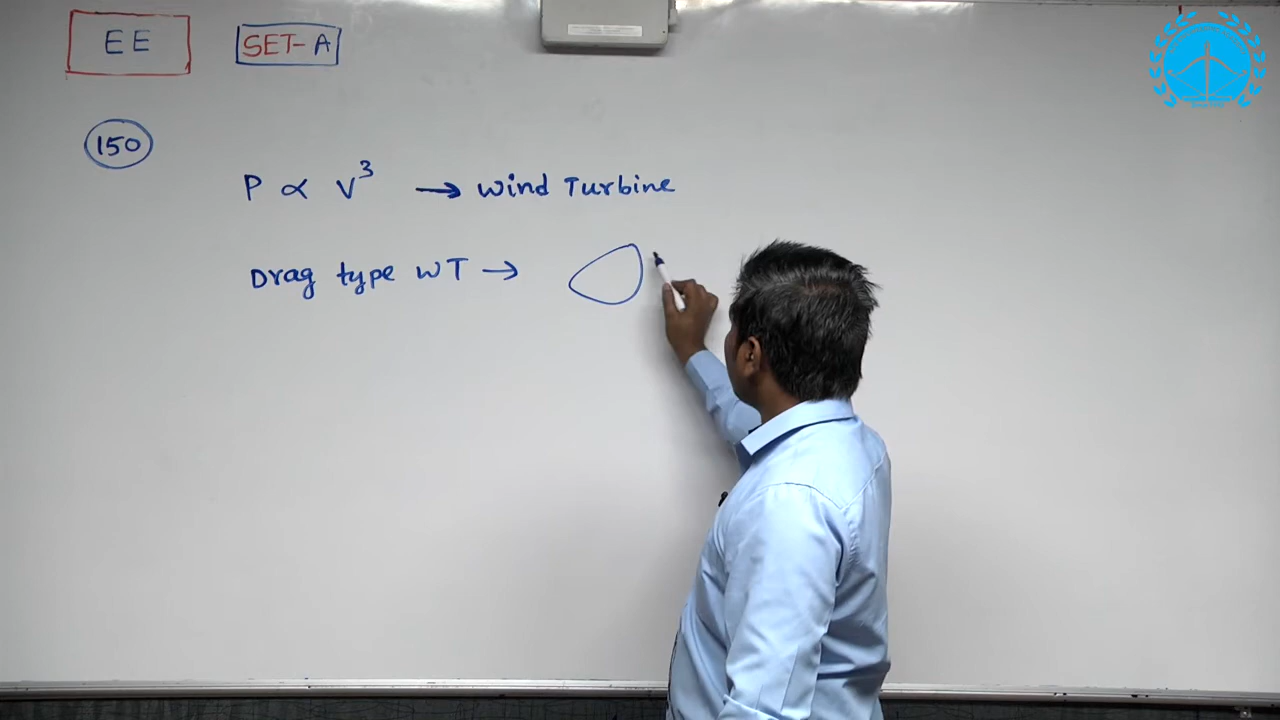 EE
SET-A
150
P ∝ V³ → Wind Turbine
Drag type WT →